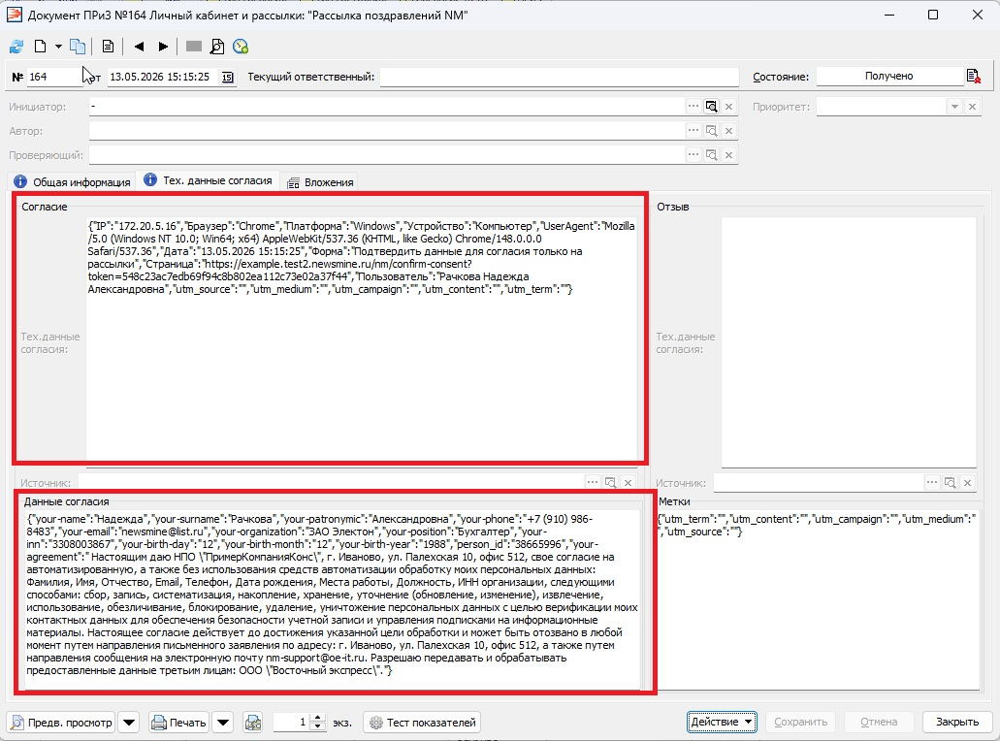 Документ ПРиЗ №164 Личный кабинет и рассылки: "Рассылка поздравлений NM"
№ 164 от 13.05.2026 15:15:25 15 Текущий ответственный: Состояние: Получено
Инициатор: - Приоритет:
Автор:
Проверяющий:
Общая информация Тех. данные согласия Вложения
Согласие
{"IP":"172.20.5.16","Браузер":"Chrome","Платформа":"Windows","Устройство":"Компьютер","UserAgent":"Mozilla
/5.0 (Windows NT 10.0; Win64; x64) AppleWebKit/537.36 (KHTML, like Gecko) Chrome/148.0.0.0
Safari/537.36","Дата":"13.05.2026 15:15:25","Форма":"Подтвердить данные для согласия только на
рассылки","Страница":"https://example.test2.newsmine.ru/nm/confirm-consent?
token=548c23ac7edb69f94c8b802ea112c73e02a37f44","Пользователь":"Рачкова Надежда
Александровна","utm_source":"","utm_medium":"","utm_campaign":"","utm_content":"","utm_term":""}
Тех.данные
согласия:
Источник:
Отзыв
Тех.данные
согласия:
Источник:
Данные согласия
{"your-name":"Надежда","your-surname":"Рачкова","your-patronymic":"Александровна","your-phone":"+7 (910) 986-
8483","your-email":"newsmine@list.ru","your-organization":"ЗАО Электон","your-position":"Бухгалтер","your-
inn":"3308003867","your-birth-day":"12","your-birth-month":"12","your-birth-year":"1988","person_id":"38665996","your-
agreement":" Настоящим даю НПО \"ПримерКомпанияКонс\", г. Иваново, ул. Палехская 10, офис 512, свое согласие на
автоматизированную, а также без использования средств автоматизации обработку моих персональных данных:
Фамилия, Имя, Отчество, Email, Телефон, Дата рождения, Места работы, Должность, ИНН организации, следующими
способами: сбор, запись, систематизация, накопление, хранение, уточнение (обновление, изменение), извлечение,
использование, обезличивание, блокирование, удаление, уничтожение персональных данных с целью верификации моих
контактных данных для обеспечения безопасности учетной записи и управления подписками на информационные
материалы. Настоящее согласие действует до достижения указанной цели обработки и может быть отозвано в любой
момент путем направления письменного заявления по адресу: г. Иваново, ул. Палехская 10, офис 512, а также путем
направления сообщения на электронную почту nm-support@oe-it.ru. Разрешаю передавать и обрабатывать
предоставленные данные третьим лицам: ООО \"Восточный экспресс\"."}
Метки
{"utm_term":"","utm_content":"","utm_campaign":"","utm_medium":"
","utm_source":""}
Предв. просмотр Печать 1 экз. Тест показателей Действие Сохранить Отмена Закрыть